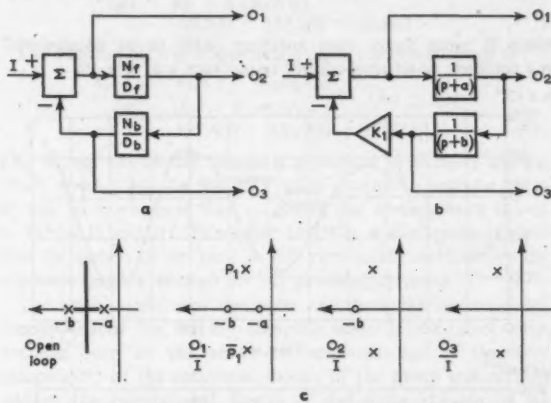 O1
I + Σ Nf/Df O2
−
Nb/Db
O3
a
O1
I + Σ 1/(p+a) O2
−
K1 1/(p+b)
O3
b
P1
-a -b -a -b
Open loop O1/I P1 O2/I O3/I
c